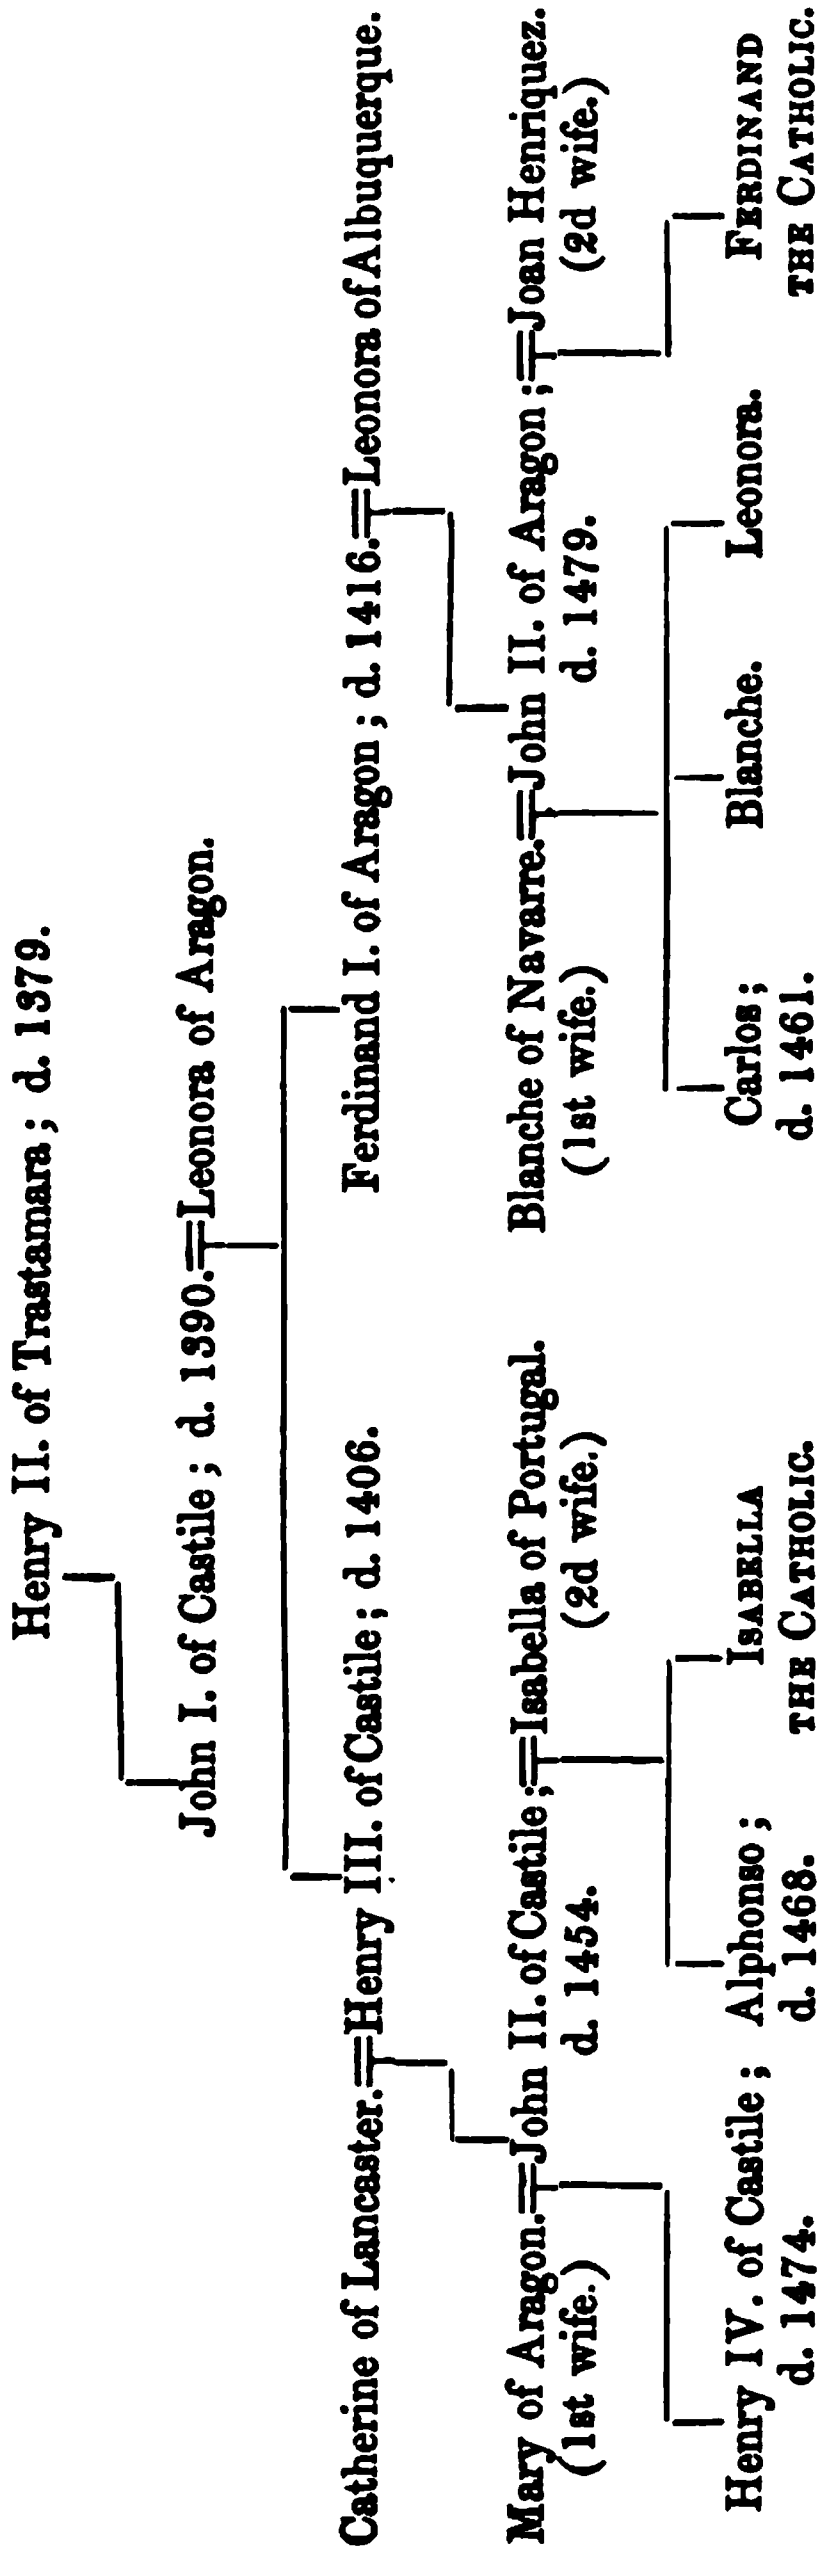 Henry II. of Trastamara; d. 1379.
John I. of Castile; d. 1390.=Leonora of Aragon.
Catherine of Lancaster.=Henry III. of Castile; d. 1406.
Ferdinand I. of Aragon; d. 1416.=Leonora of Albuquerque.
Mary of Aragon.=John II. of Castile;=Isabella of Portugal.
(1st wife.) d. 1454. (2d wife.)
Blanche of Navarre.=John II. of Aragon;=Joan Henriquez.
(1st wife.) d. 1479. (2d wife.)
Henry IV. of Castile; Alphonso; ISABELLA
d. 1474. d. 1468. THE CATHOLIC.
Carlos; Blanche. Leonora. FERDINAND
d. 1461. THE CATHOLIC.